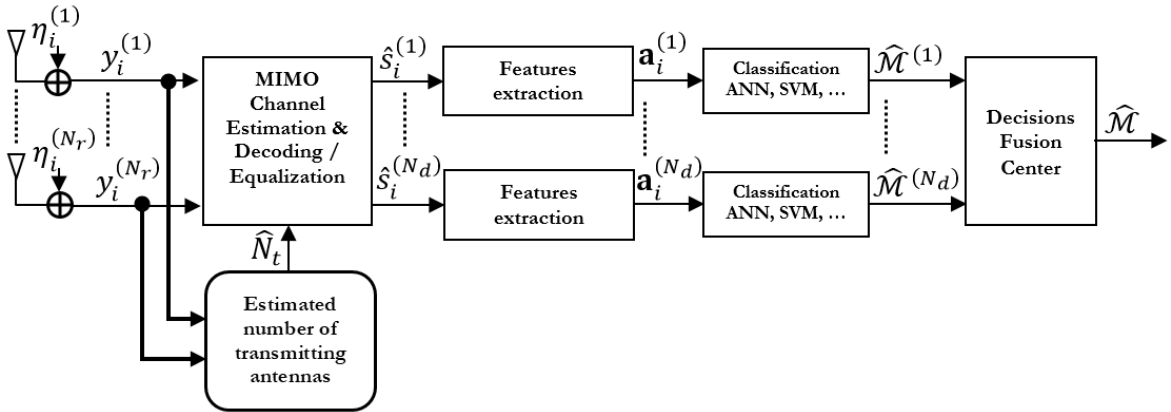 η_i^{(1)}
y_i^{(1)}
η_i^{(N_r)}
y_i^{(N_r)}
MIMO
Channel
Estimation &
Decoding /
Equalization
N̂_t
Estimated
number of
transmitting
antennas
ŝ_i^{(1)}
ŝ_i^{(N_d)}
Features
extraction
Features
extraction
𝐚_i^{(1)}
𝐚_i^{(N_d)}
Classification
ANN, SVM, ...
Classification
ANN, SVM, ...
ℳ̂^{(1)}
ℳ̂^{(N_d)}
Decisions
Fusion
Center
ℳ̂